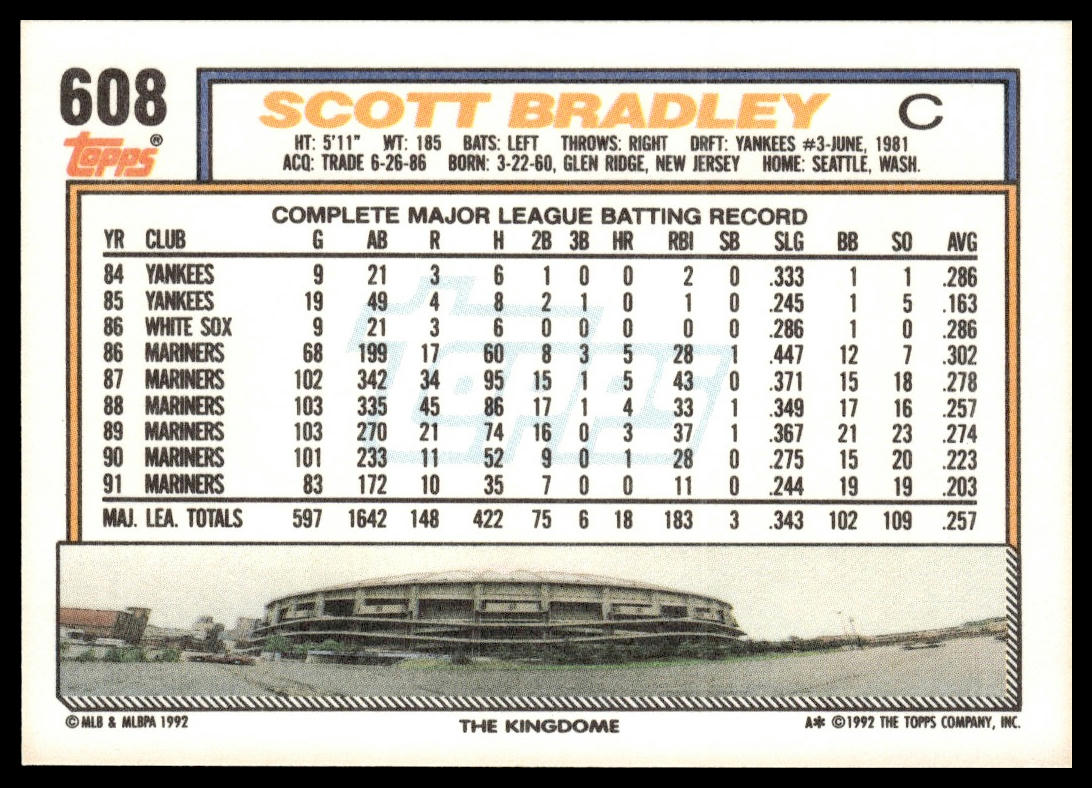 608
Topps®
SCOTT BRADLEY C
HT: 5'11" WT: 185 BATS: LEFT THROWS: RIGHT DRFT: YANKEES #3-JUNE, 1981
ACQ: TRADE 6-26-86 BORN: 3-22-60, GLEN RIDGE, NEW JERSEY HOME: SEATTLE, WASH.
COMPLETE MAJOR LEAGUE BATTING RECORD
YR CLUB G AB R H 2B 3B HR RBI SB SLG BB SO AVG
84 YANKEES 9 21 3 6 1 0 0 2 0 .333 1 1 .286
85 YANKEES 19 49 4 8 2 1 0 1 0 .245 1 5 .163
86 WHITE SOX 9 21 3 6 0 0 0 0 0 .286 1 0 .286
86 MARINERS 68 199 17 60 8 3 5 28 1 .447 12 7 .302
87 MARINERS 102 342 34 95 15 1 5 43 0 .371 15 18 .278
88 MARINERS 103 335 45 86 17 1 4 33 1 .349 17 16 .257
89 MARINERS 103 270 21 74 16 0 3 37 1 .367 21 23 .274
90 MARINERS 101 233 11 52 9 0 1 28 0 .275 15 20 .223
91 MARINERS 83 172 10 35 7 0 0 11 0 .244 19 19 .203
MAJ. LEA. TOTALS 597 1642 148 422 75 6 18 183 3 .343 102 109 .257
Topps
© MLB & MLBPA 1992
THE KINGDOME
A* ©1992 THE TOPPS COMPANY, INC.